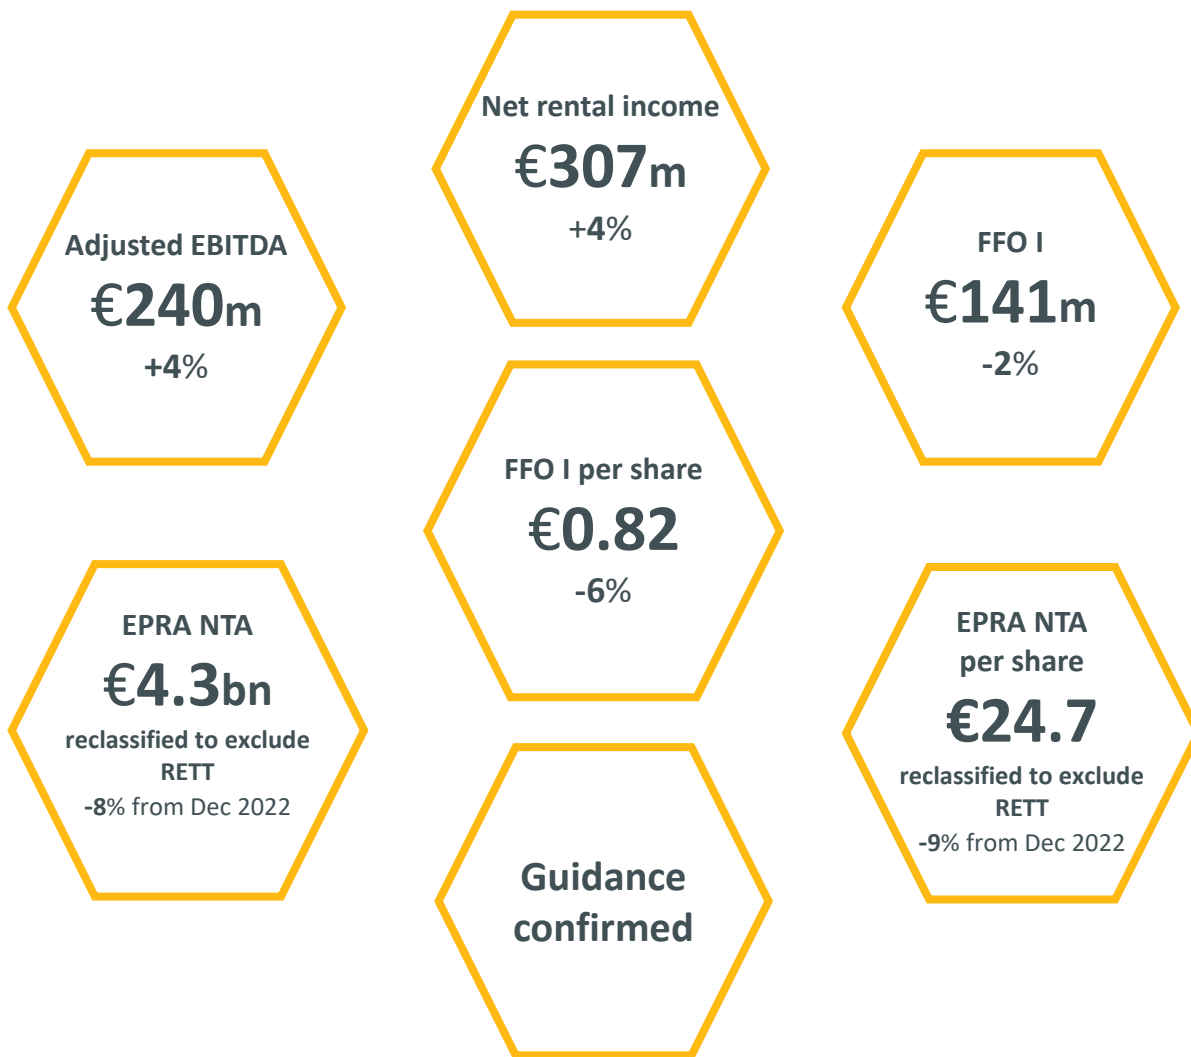 Net rental income
€307m
+4%
Adjusted EBITDA
€240m
+4%
FFO I
€141m
-2%
FFO I per share
€0.82
-6%
EPRA NTA
€4.3bn
reclassified to exclude
RETT
-8% from Dec 2022
EPRA NTA
per share
€24.7
reclassified to exclude
RETT
-9% from Dec 2022
Guidance
confirmed